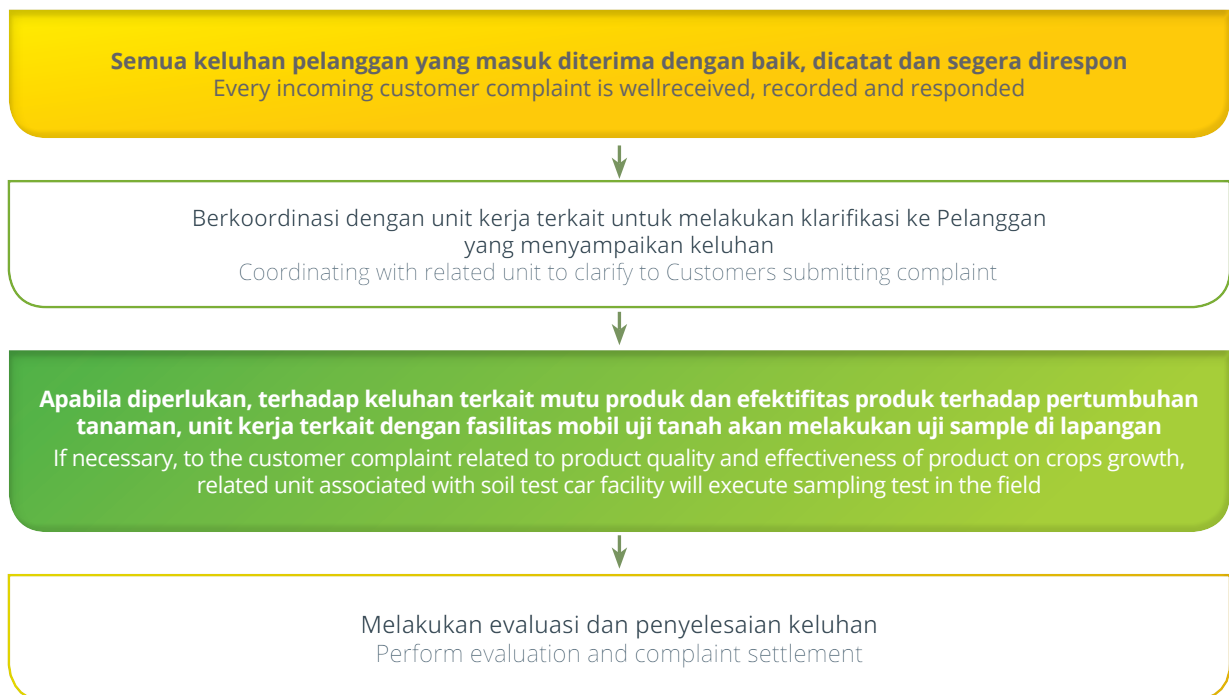 Semua keluhan pelanggan yang masuk diterima dengan baik, dicatat dan segera direspon
Every incoming customer complaint is wellreceived, recorded and responded
Berkoordinasi dengan unit kerja terkait untuk melakukan klarifikasi ke Pelanggan
yang menyampaikan keluhan
Coordinating with related unit to clarify to Customers submitting complaint
Apabila diperlukan, terhadap keluhan terkait mutu produk dan efektifitas produk terhadap pertumbuhan
tanaman, unit kerja terkait dengan fasilitas mobil uji tanah akan melakukan uji sample di lapangan
If necessary, to the customer complaint related to product quality and effectiveness of product on crops growth,
related unit associated with soil test car facility will execute sampling test in the field
Melakukan evaluasi dan penyelesaian keluhan
Perform evaluation and complaint settlement